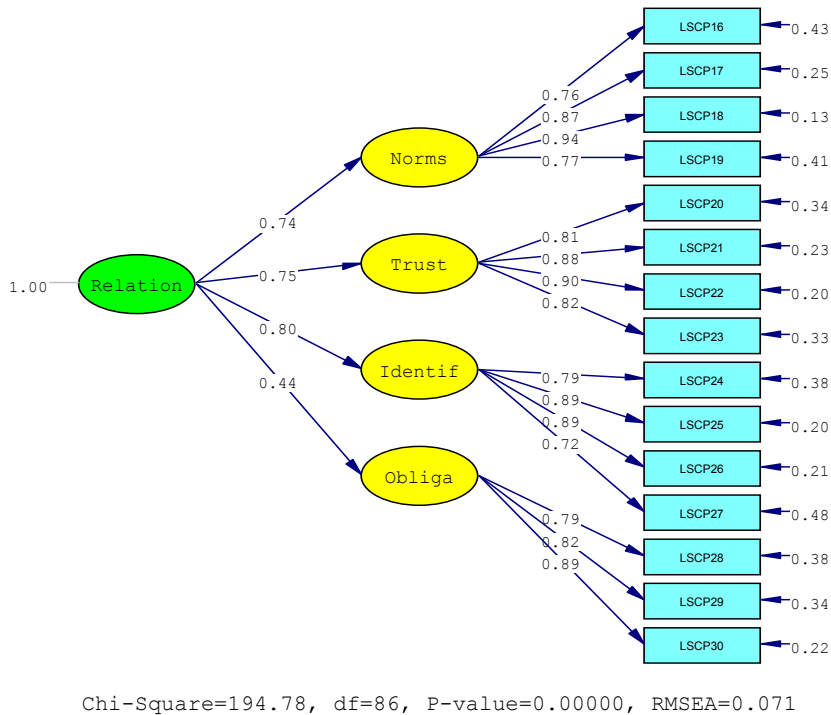 LSCP16
0.43
LSCP17
0.25
0.76
0.87
LSCP18
0.13
0.94
Norms
0.77
LSCP19
0.41
LSCP20
0.34
0.74
0.81
LSCP21
0.23
0.88
Trust
0.75
0.90
1.00
Relation
LSCP22
0.20
0.82
0.80
LSCP23
0.33
Identif
0.79
LSCP24
0.38
0.44
0.89
0.89
LSCP25
0.20
0.72
LSCP26
0.21
Obliga
LSCP27
0.48
0.79
0.82
LSCP28
0.38
0.89
LSCP29
0.34
LSCP30
0.22
Chi-Square=194.78, df=86, P-value=0.00000, RMSEA=0.071